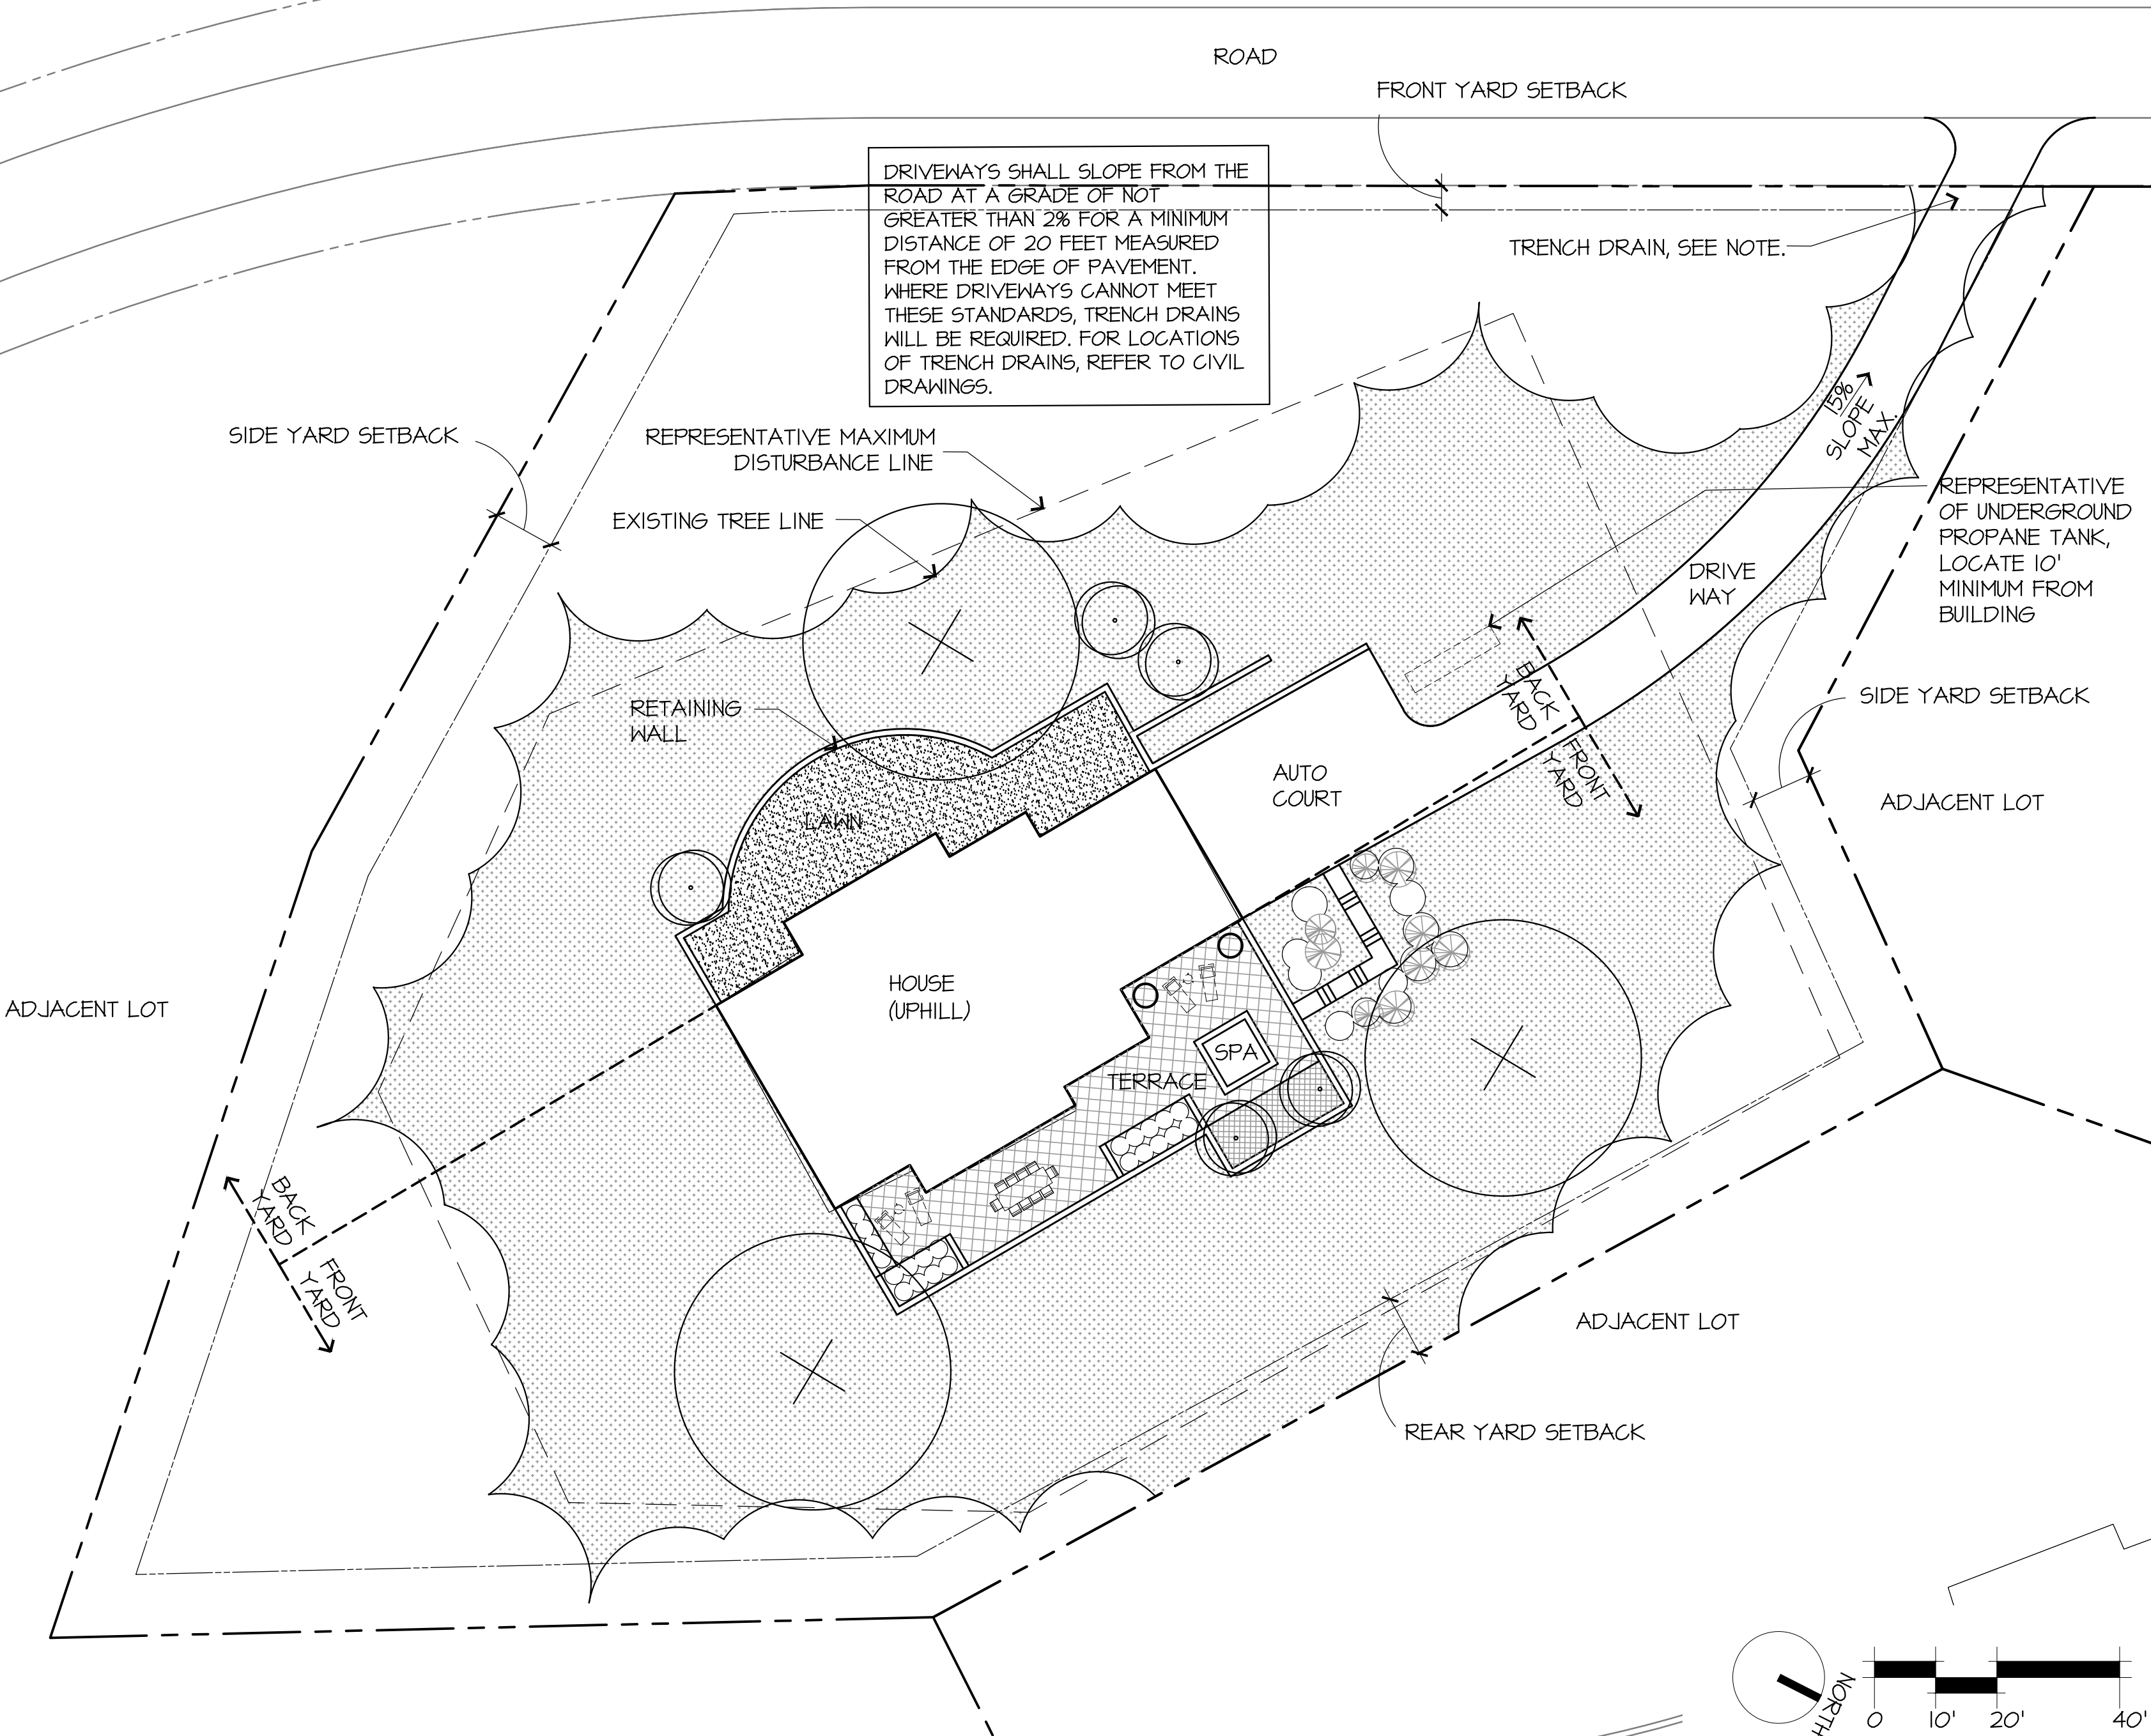 ROAD
FRONT YARD SETBACK
DRIVEWAYS SHALL SLOPE FROM THE
ROAD AT A GRADE OF NOT
GREATER THAN 2% FOR A MINIMUM
DISTANCE OF 20 FEET MEASURED
FROM THE EDGE OF PAVEMENT.
WHERE DRIVEWAYS CANNOT MEET
THESE STANDARDS, TRENCH DRAINS
WILL BE REQUIRED. FOR LOCATIONS
OF TRENCH DRAINS, REFER TO CIVIL
DRAWINGS.
TRENCH DRAIN, SEE NOTE.
SIDE YARD SETBACK
REPRESENTATIVE MAXIMUM
DISTURBANCE LINE
EXISTING TREE LINE
15%
SLOPE
MAX.
REPRESENTATIVE
OF UNDERGROUND
PROPANE TANK,
LOCATE 10'
MINIMUM FROM
BUILDING
DRIVE
WAY
BACK
YARD
FRONT
YARD
SIDE YARD SETBACK
RETAINING
WALL
AUTO
COURT
ADJACENT LOT
LAWN
HOUSE
(UPHILL)
ADJACENT LOT
SPA
TERRACE
BACK
YARD
FRONT
YARD
ADJACENT LOT
REAR YARD SETBACK
NORTH
0 10' 20' 40'